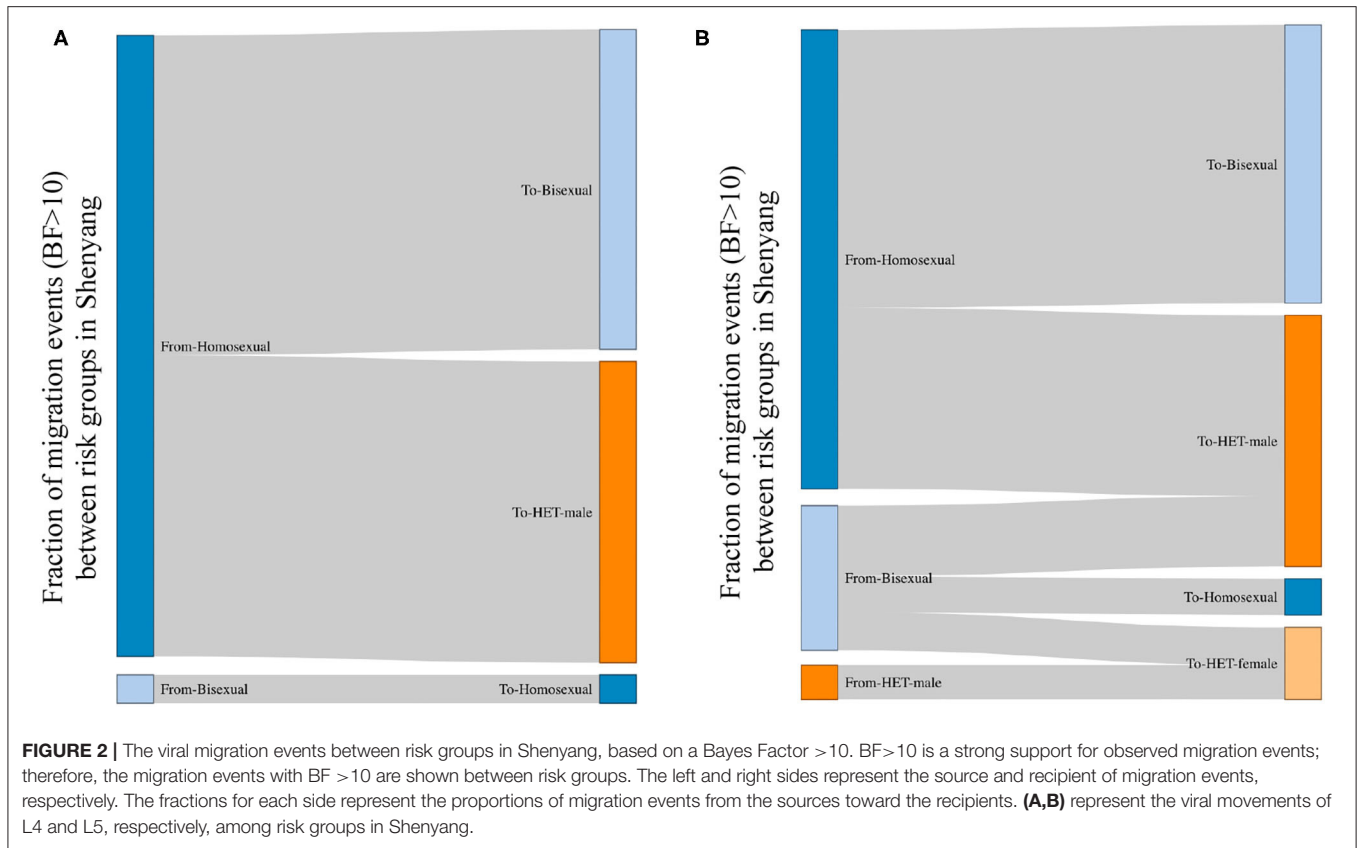 A
Fraction of migration events (BF>10)
between risk groups in Shenyang
From-Homosexual
From-Bisexual
To-Bisexual
To-HET-male
To-Homosexual
B
Fraction of migration events (BF>10)
between risk groups in Shenyang
From-Homosexual
From-Bisexual
From-HET-male
To-Bisexual
To-HET-male
To-Homosexual
To-HET-female
FIGURE 2 | The viral migration events between risk groups in Shenyang, based on a Bayes Factor >10. BF>10 is a strong support for observed migration events;
therefore, the migration events with BF >10 are shown between risk groups. The left and right sides represent the source and recipient of migration events,
respectively. The fractions for each side represent the proportions of migration events from the sources toward the recipients. (A,B) represent the viral movements of
L4 and L5, respectively, among risk groups in Shenyang.